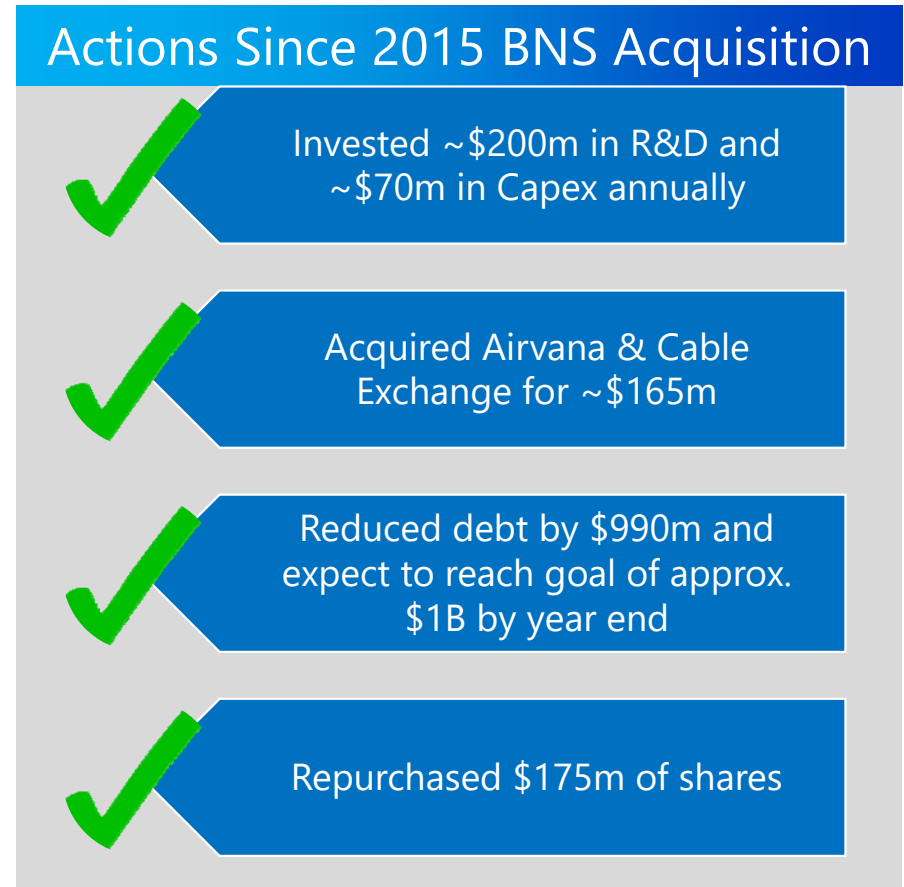 Actions Since 2015 BNS Acquisition
Invested ~$200m in R&D and
~$70m in Capex annually
Acquired Airvana & Cable
Exchange for ~$165m
Reduced debt by $990m and
expect to reach goal of approx.
$1B by year end
Repurchased $175m of shares